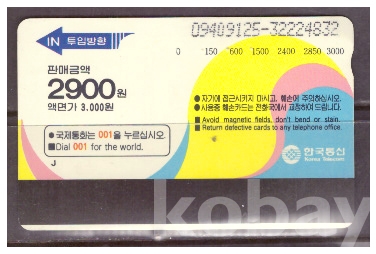 09409125-32224832
IN 투입방향
0 150 600 1500 2400 2850 3000
판매금액
2900원
액면가 3.000원
●자기에 접근시키지 마시고, 훼손에 주의하십시오.
●사용중 훼손카드는 전화국에서 교환하여 드립니다.
■Avoid magnetic fields, don't bend or stain.
■Return defective cards to any telephone office.
●국제통화는 001을 누르십시오.
■Dial 001 for the world.
J
한국통신
Korea Telecom
kobay